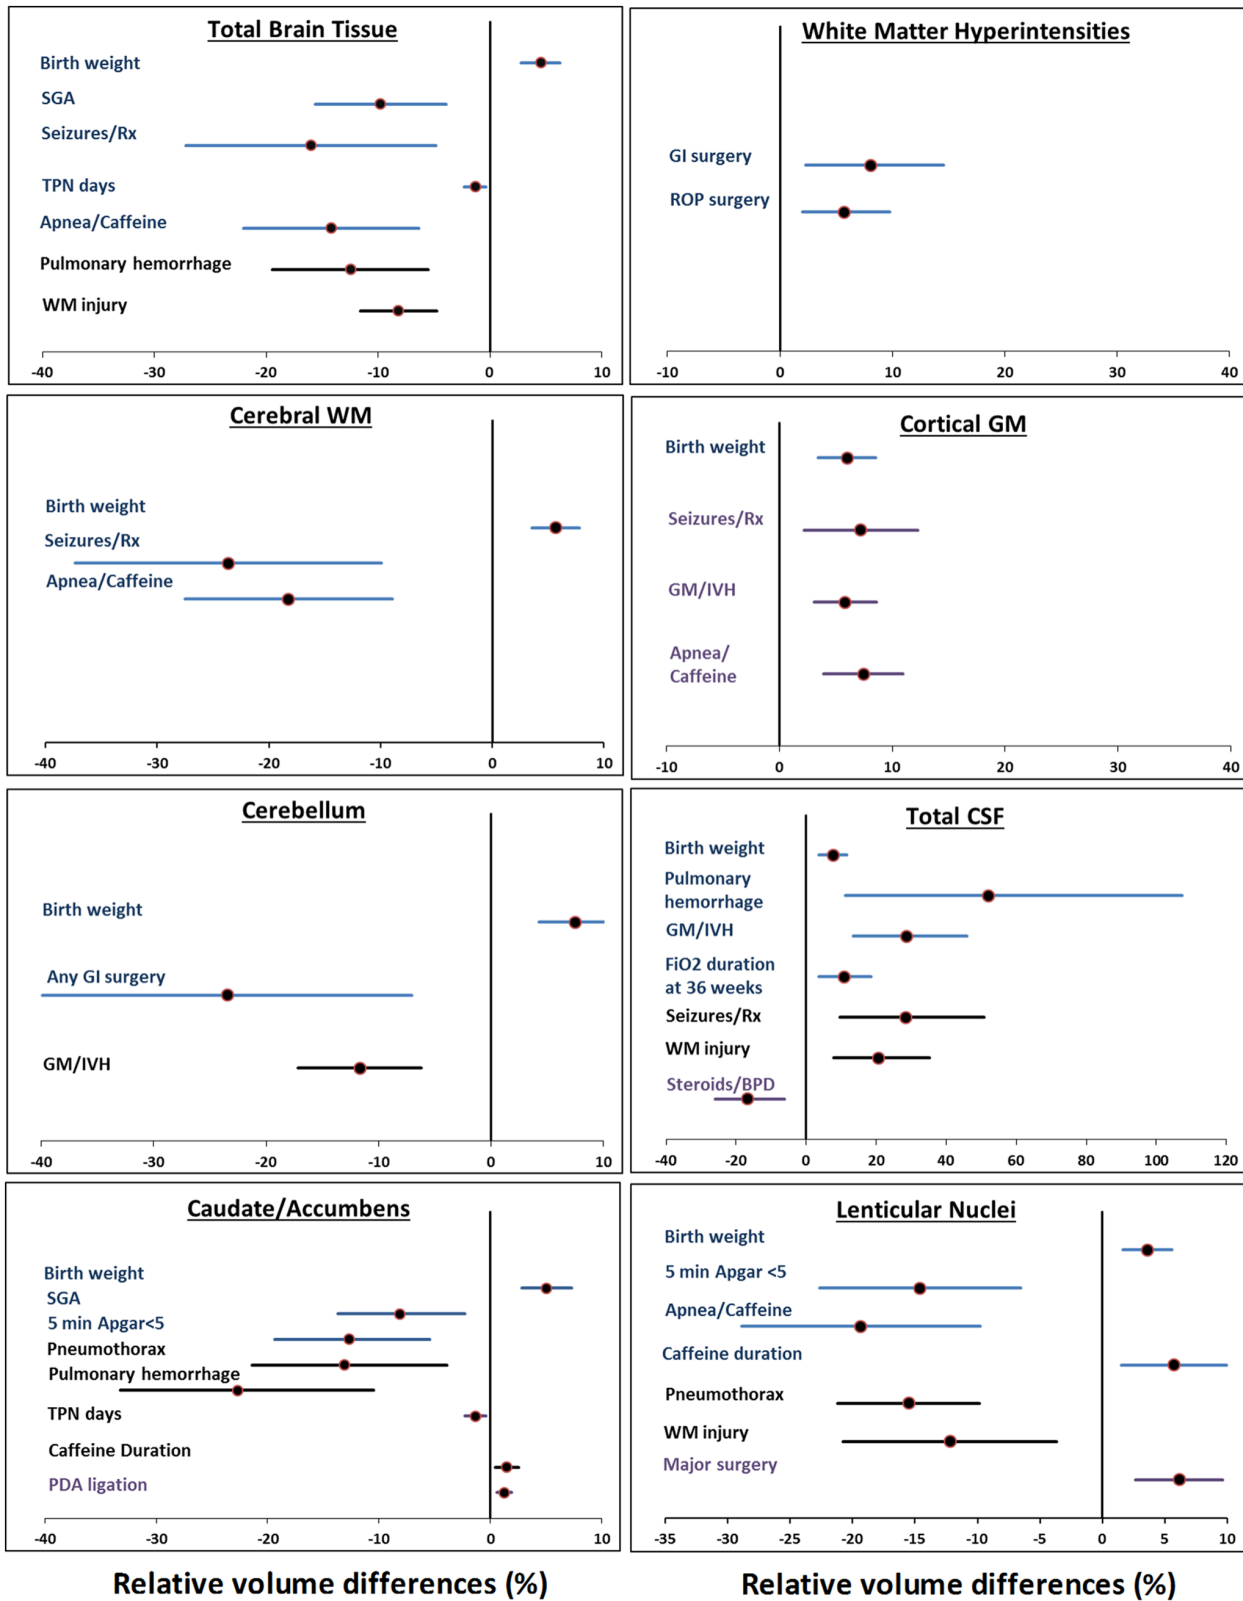 Total Brain Tissue
Birth weight
SGA
Seizures/Rx
TPN days
Apnea/Caffeine
Pulmonary hemorrhage
WM injury
-40 -30 -20 -10 0 10
White Matter Hyperintensities
GI surgery
ROP surgery
-10 0 10 20 30 40
Cerebral WM
Birth weight
Seizures/Rx
Apnea/Caffeine
-40 -30 -20 -10 0 10
Cortical GM
Birth weight
Seizures/Rx
GM/IVH
Apnea/
Caffeine
-10 0 10 20 30 40
Cerebellum
Birth weight
Any GI surgery
GM/IVH
-40 -30 -20 -10 0 10
Total CSF
Birth weight
Pulmonary
hemorrhage
GM/IVH
FiO2 duration
at 36 weeks
Seizures/Rx
WM injury
Steroids/BPD
-40 -20 0 20 40 60 80 100 120
Caudate/Accumbens
Birth weight
SGA
5 min Apgar<5
Pneumothorax
Pulmonary hemorrhage
TPN days
Caffeine Duration
PDA ligation
-40 -30 -20 -10 0 10
Lenticular Nuclei
Birth weight
5 min Apgar <5
Apnea/Caffeine
Caffeine duration
Pneumothorax
WM injury
Major surgery
-35 -30 -25 -20 -15 -10 -5 0 5 10
Relative volume differences (%)
Relative volume differences (%)